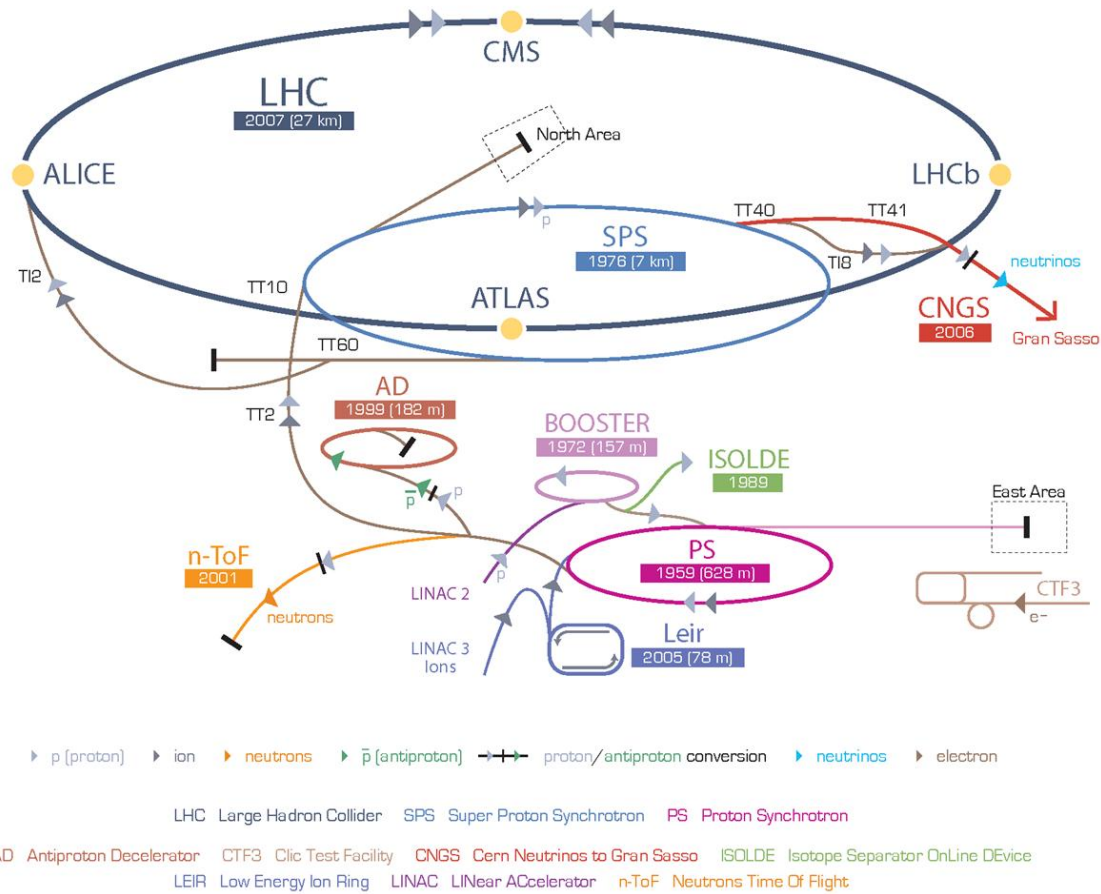 CMS
LHC
2007 (27 km)
North Area
ALICE
LHCb
p
TT40
TT41
SPS
1976 (7 km)
TI8
neutrinos
TI2
TT10
ATLAS
CNGS
2006
Gran Sasso
TT60
AD
1999 (182 m)
TT2
BOOSTER
1972 (157 m)
ISOLDE
1989
p̅
p
East Area
n-ToF
2001
PS
1959 (628 m)
p
LINAC 2
CTF3
e-
neutrons
LINAC 3
Ions
Leir
2005 (78 m)
p (proton) ion neutrons p̅ (antiproton) proton/antiproton conversion neutrinos electron
LHC Large Hadron Collider SPS Super Proton Synchrotron PS Proton Synchrotron
AD Antiproton Decelerator CTF3 Clic Test Facility CNGS Cern Neutrinos to Gran Sasso ISOLDE Isotope Separator OnLine DEvice
LEIR Low Energy Ion Ring LINAC LINear ACcelerator n-ToF Neutrons Time Of Flight